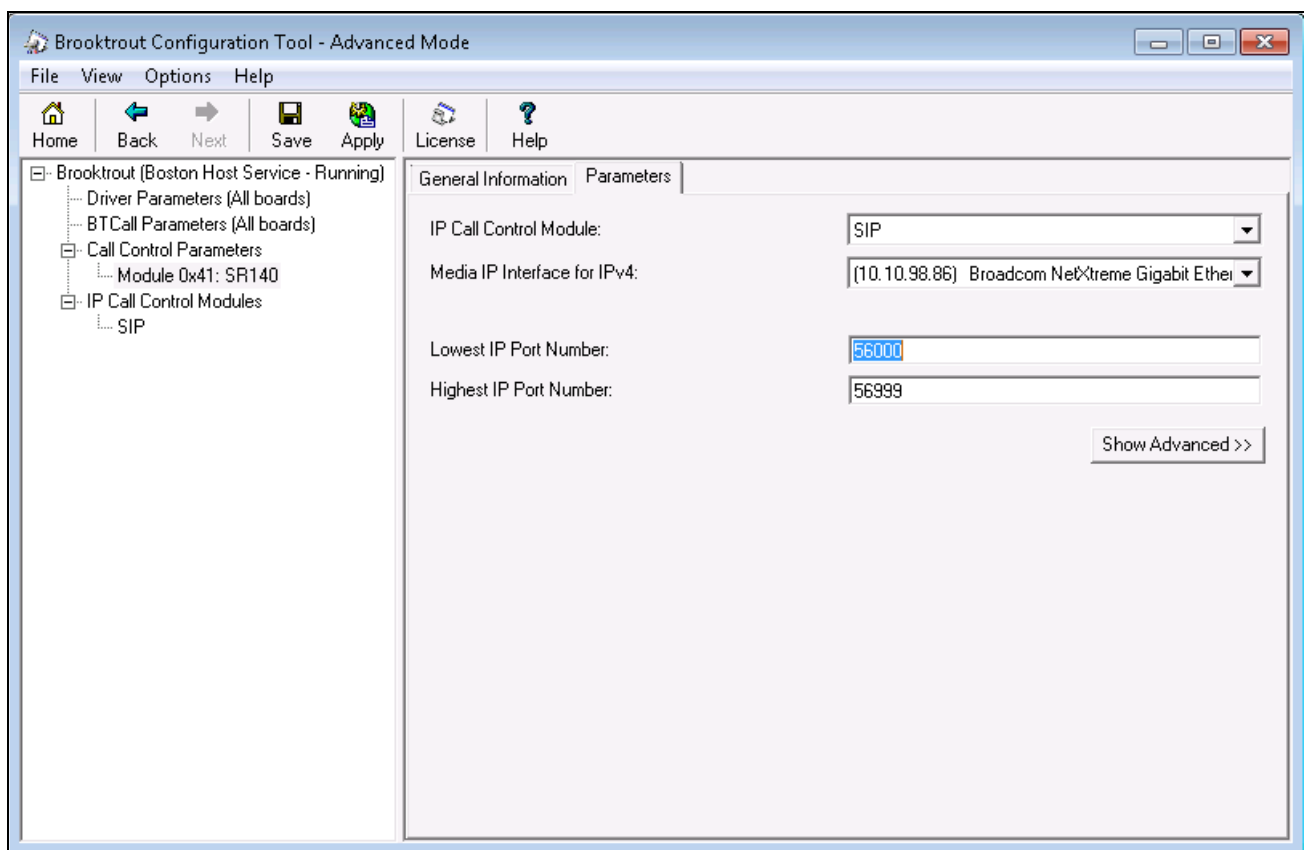 Brooktrout Configuration Tool - Advanced Mode
File View Options Help
Home Back Next Save Apply License Help
Brooktrout (Boston Host Service - Running)
Driver Parameters (All boards)
BTCall Parameters (All boards)
Call Control Parameters
Module 0x41: SR140
IP Call Control Modules
SIP
General Information Parameters
IP Call Control Module: SIP
Media IP Interface for IPv4: (10.10.98.86) Broadcom NetXtreme Gigabit Ether
Lowest IP Port Number: 56000
Highest IP Port Number: 56999
Show Advanced >>